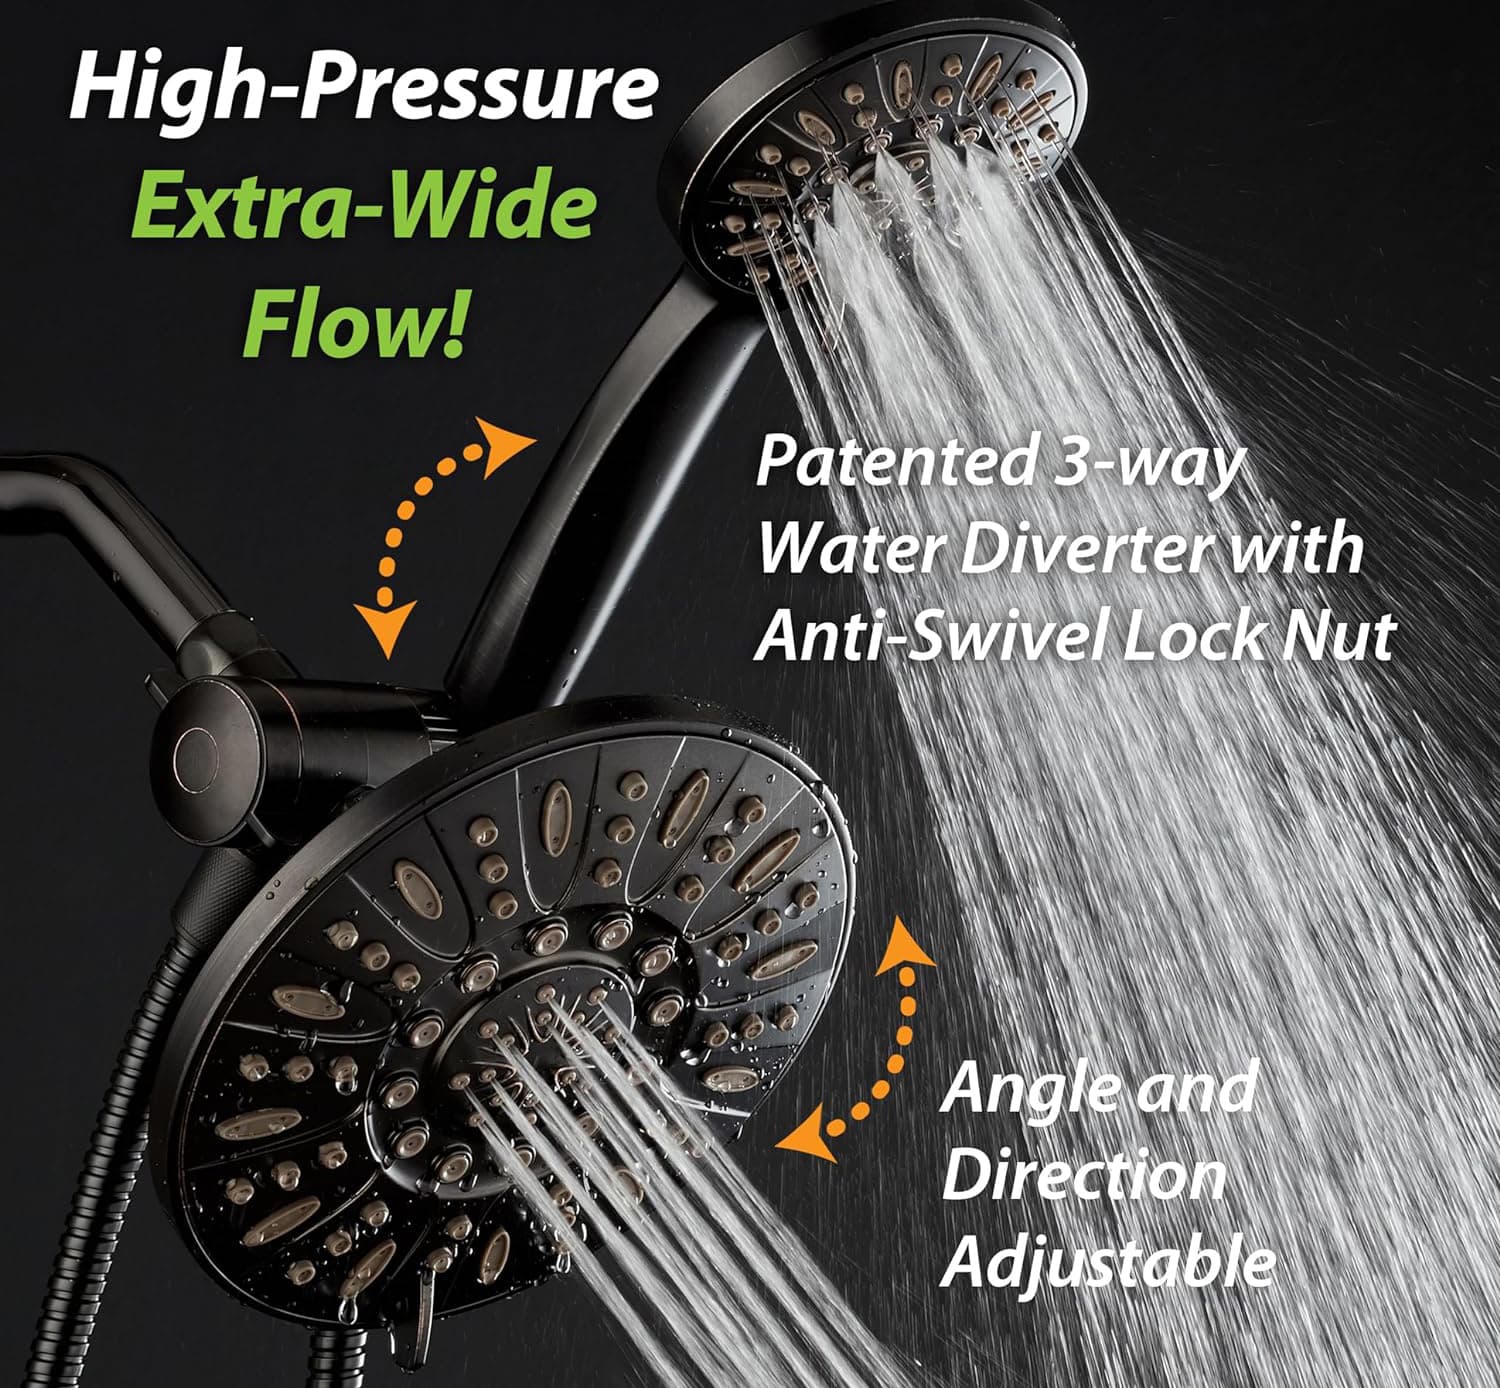 High-Pressure
Extra-Wide
Flow!
Patented 3-way
Water Diverter with
Anti-Swivel Lock Nut
Angle and
Direction
Adjustable